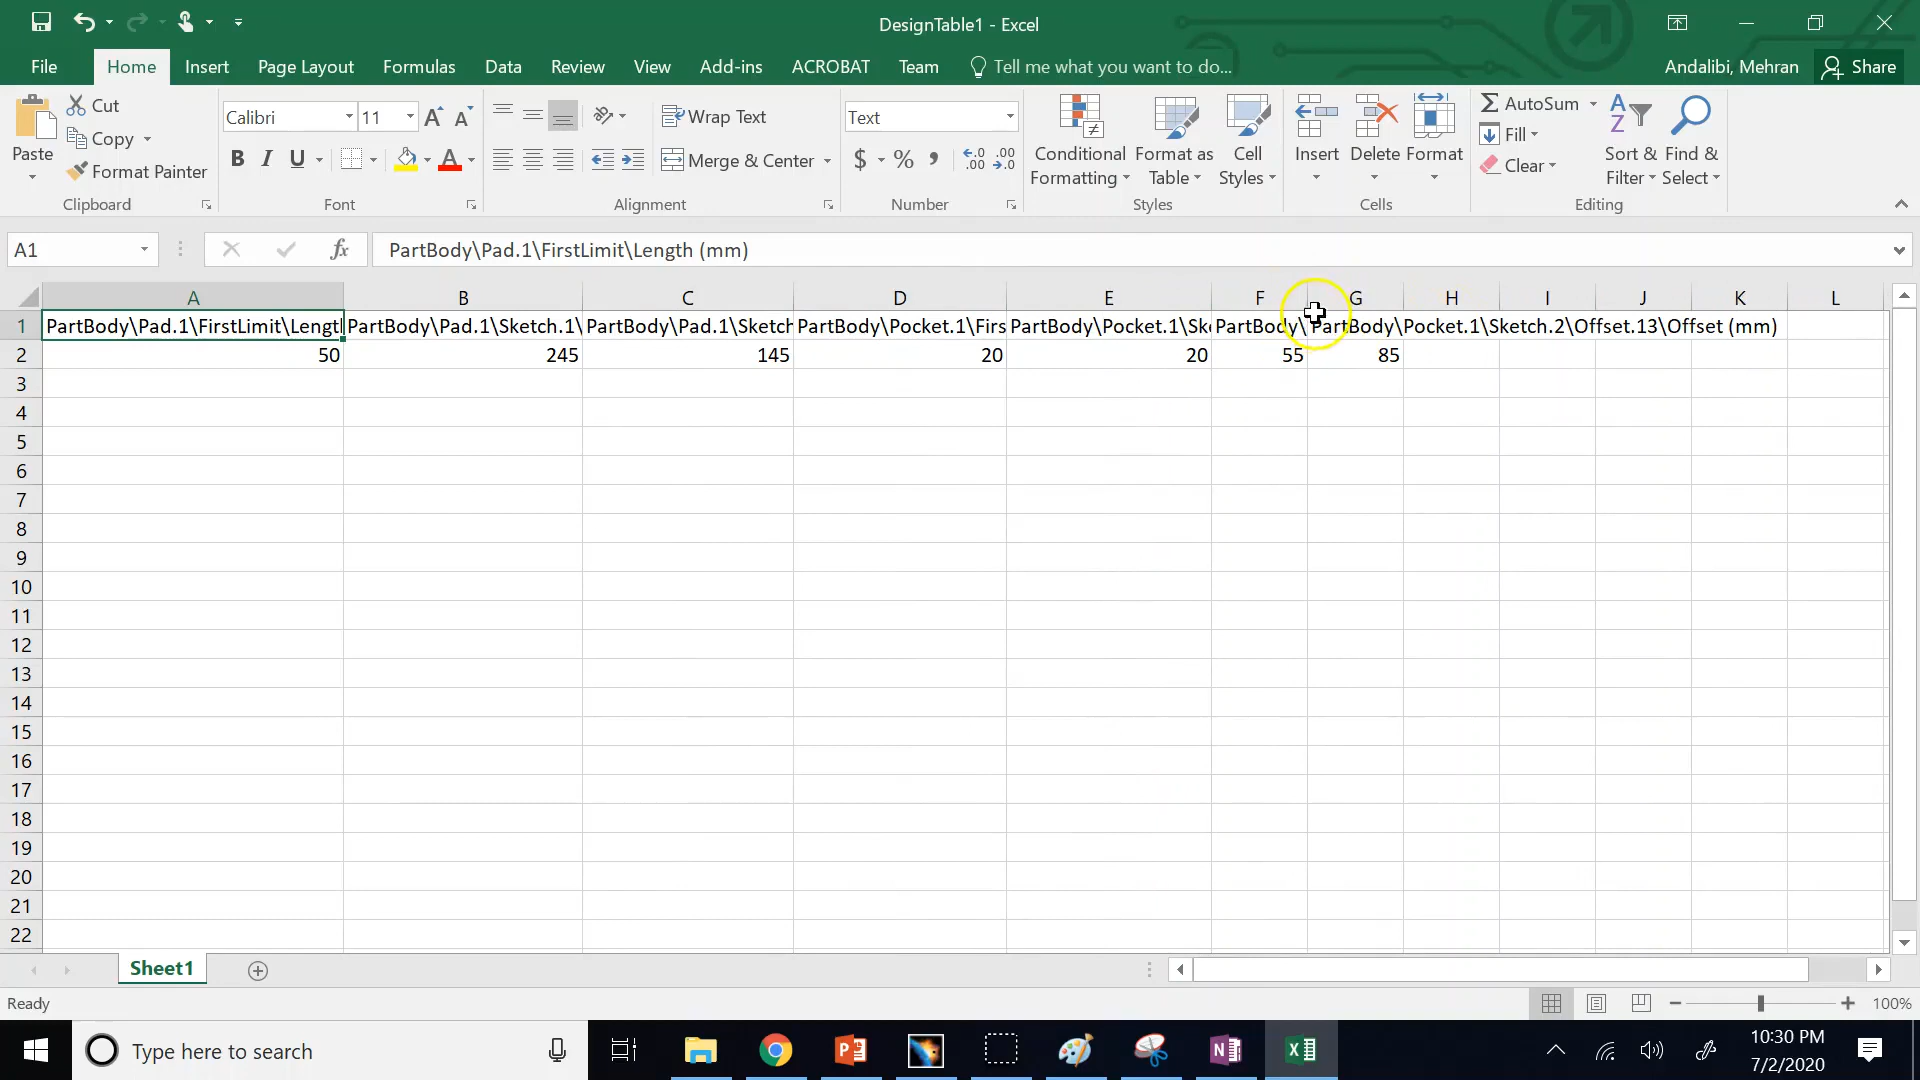 DesignTable1 - Excel
File Home Insert Page Layout Formulas Data Review View Add-ins ACROBAT Team Tell me what you want to do... Andalibi, Mehran Share
Paste Cut Copy Format Painter
Clipboard
Calibri 11
B I U A
Font
Wrap Text
Merge & Center
Alignment
Text
$ % , .00 .00
Number
Conditional Formatting
Format as Table
Cell Styles
Styles
Insert Delete Format
Cells
AutoSum
Fill
Clear
Sort & Filter
Find & Select
Editing
A1 fx PartBody\Pad.1\FirstLimit\Length (mm)
A B C D E F G H I J K L
1 PartBody\Pad.1\FirstLimit\Lengt PartBody\Pad.1\Sketch.1\ PartBody\Pad.1\Sketch PartBody\Pocket.1\Firs PartBody\Pocket.1\Ske PartBody\ PartBody\Pocket.1\Sketch.2\Offset.13\Offset (mm)
2 50 245 145 20 20 55 85
3
4
5
6
7
8
9
10
11
12
13
14
15
16
17
18
19
20
21
22
Sheet1
Ready 100%
Type here to search
10:30 PM
7/2/2020